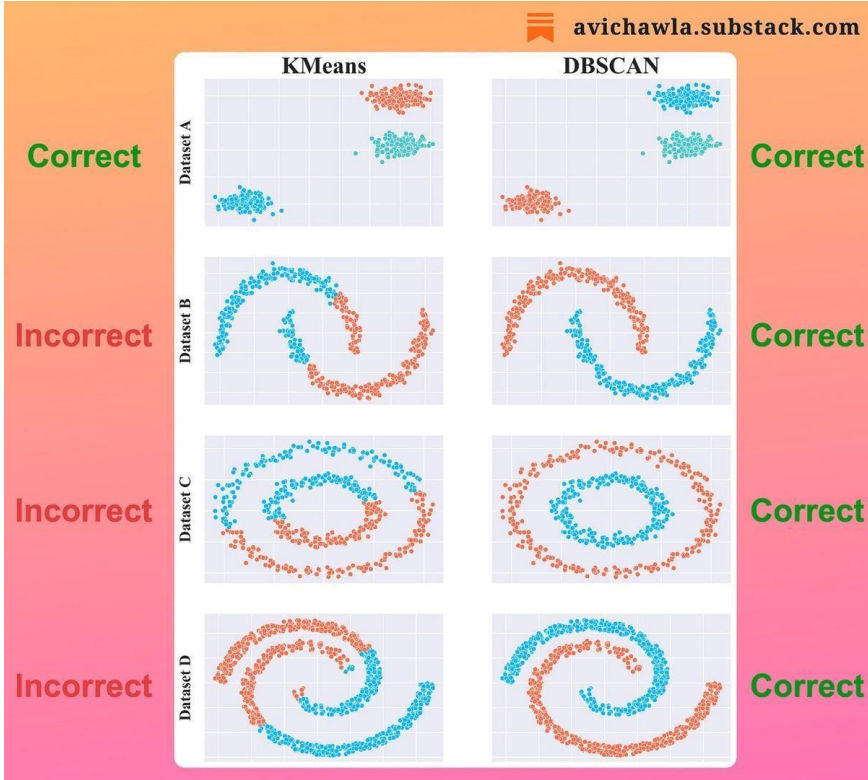 avichawla.substack.com
KMeans
DBSCAN
Correct
Dataset A
Correct
Incorrect
Dataset B
Correct
Incorrect
Dataset C
Correct
Incorrect
Dataset D
Correct